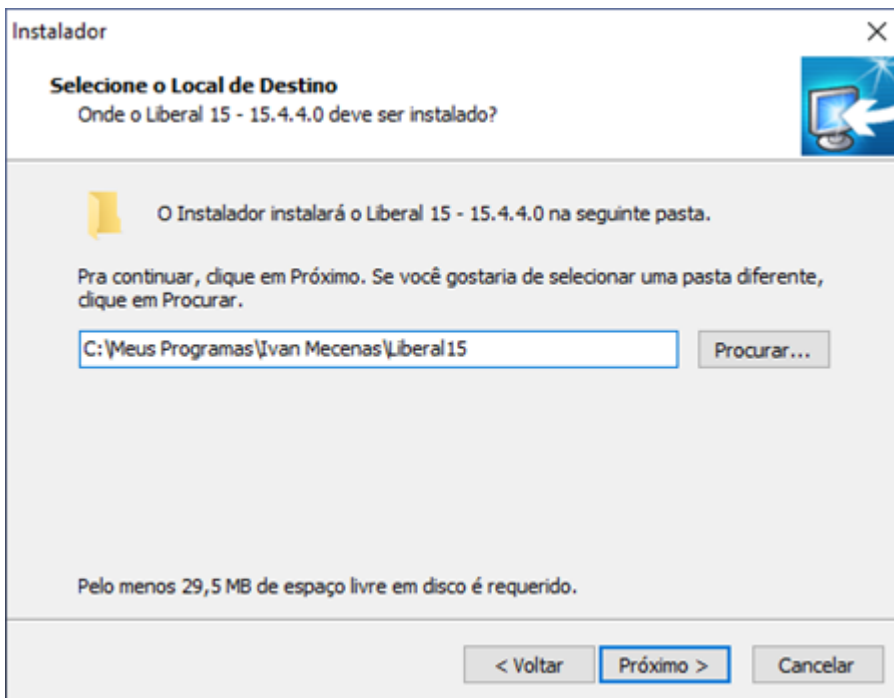 Instalador
Selecione o Local de Destino
Onde o Liberal 15 - 15.4.4.0 deve ser instalado?
O Instalador instalará o Liberal 15 - 15.4.4.0 na seguinte pasta.
Pra continuar, clique em Próximo. Se você gostaria de selecionar uma pasta diferente,
clique em Procurar.
C:\Meus Programas\Ivan Mecenas\Liberal15
Procurar...
Pelo menos 29,5 MB de espaço livre em disco é requerido.
< Voltar
Próximo >
Cancelar